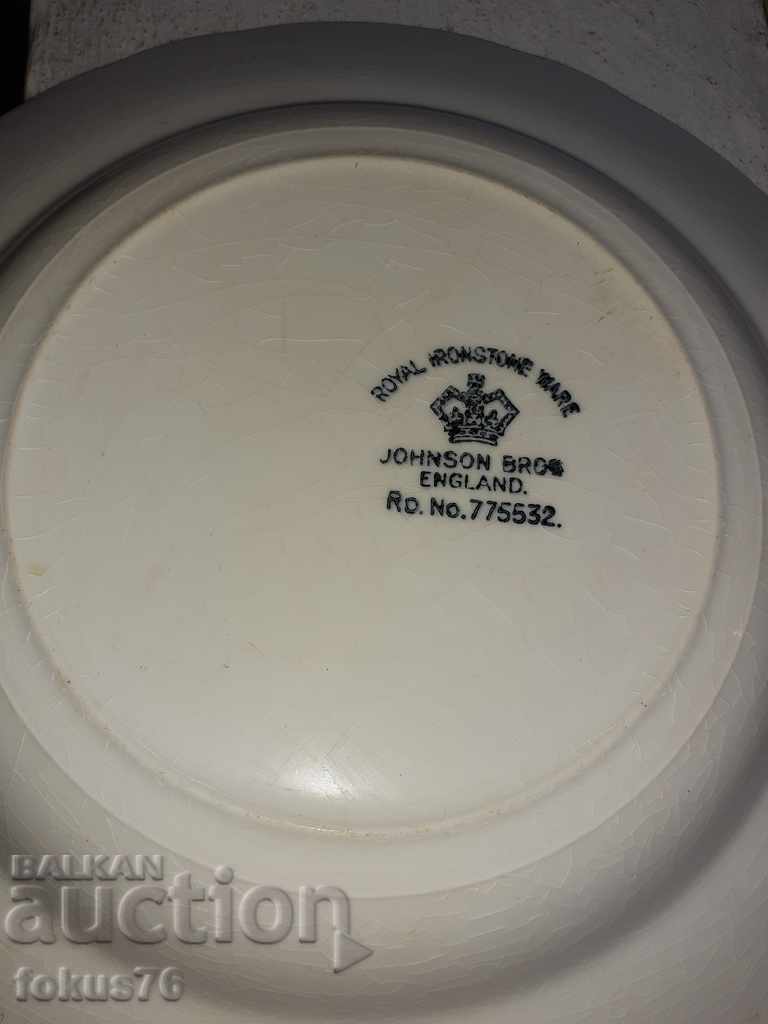 ROYAL IRONSTONE WARE
JOHNSON BROS
ENGLAND.
RD. No. 775532.
BALKAN
auction
fokus76